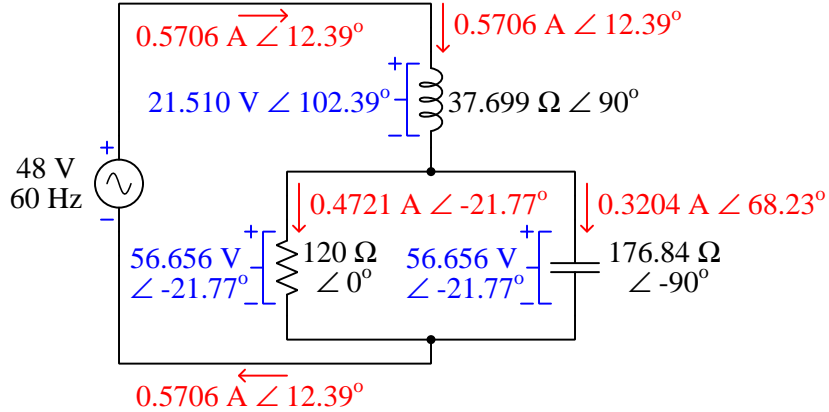 0.5706 A ∠ 12.39°
0.5706 A ∠ 12.39°
+
21.510 V ∠ 102.39°
37.699 Ω ∠ 90°
−
+
48 V
60 Hz
−
0.4721 A ∠ -21.77°
0.3204 A ∠ 68.23°
+
56.656 V
∠ -21.77°
−
120 Ω
∠ 0°
+
56.656 V
∠ -21.77°
−
176.84 Ω
∠ -90°
0.5706 A ∠ 12.39°